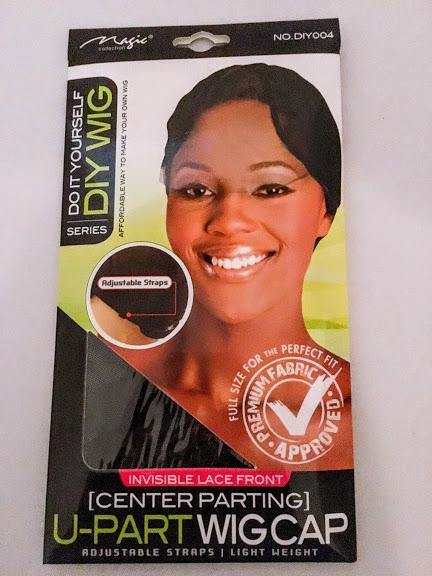 Magic®
collection
NO.DIY004
DO IT YOURSELF
DIY WIG
SERIES
AFFORDABLE WAY TO MAKE YOUR OWN WIG
Adjustable Straps
FULL SIZE FOR THE PERFECT FIT
PREMIUM FABRIC
• APPROVED •
INVISIBLE LACE FRONT
[CENTER PARTING]
U-PART WIG CAP
ADJUSTABLE STRAPS | LIGHT WEIGHT